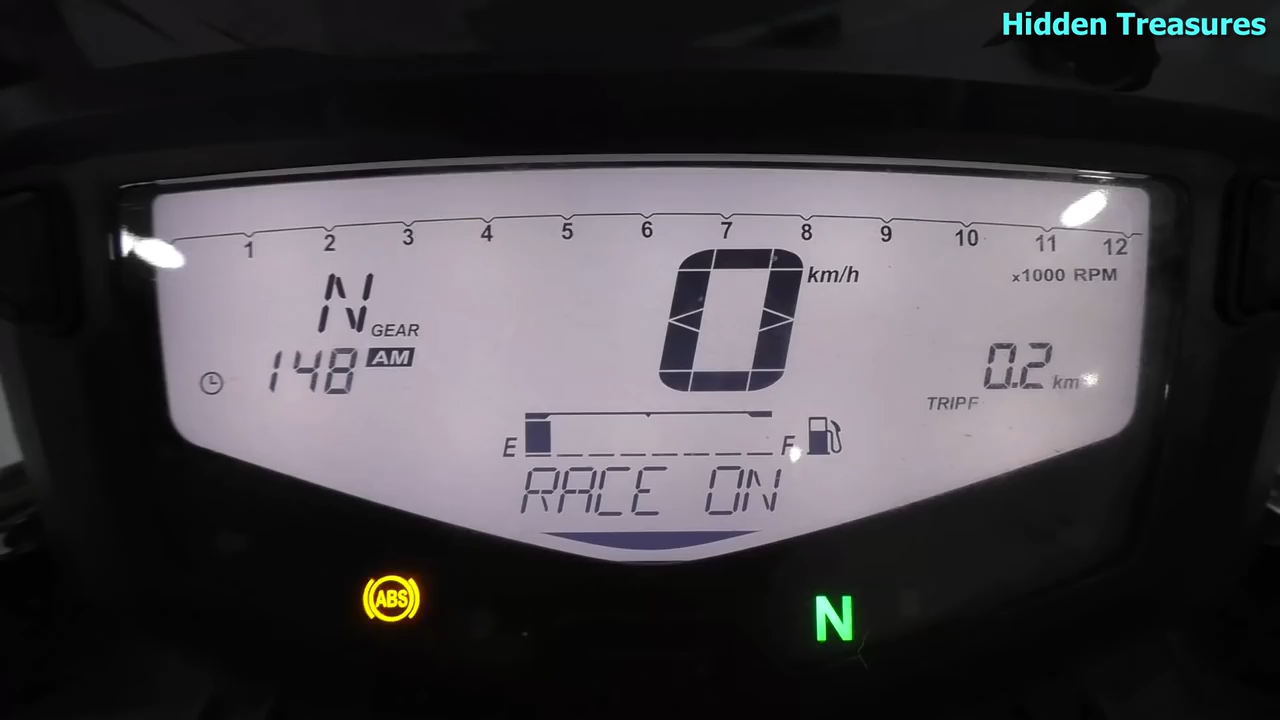 Hidden Treasures
1 2 3 4 5 6 7 8 9 10 11 12
x1000 RPM
N GEAR
0 km/h
148 AM
0.2 km
TRIPF
E F
RACE ON
ABS
N